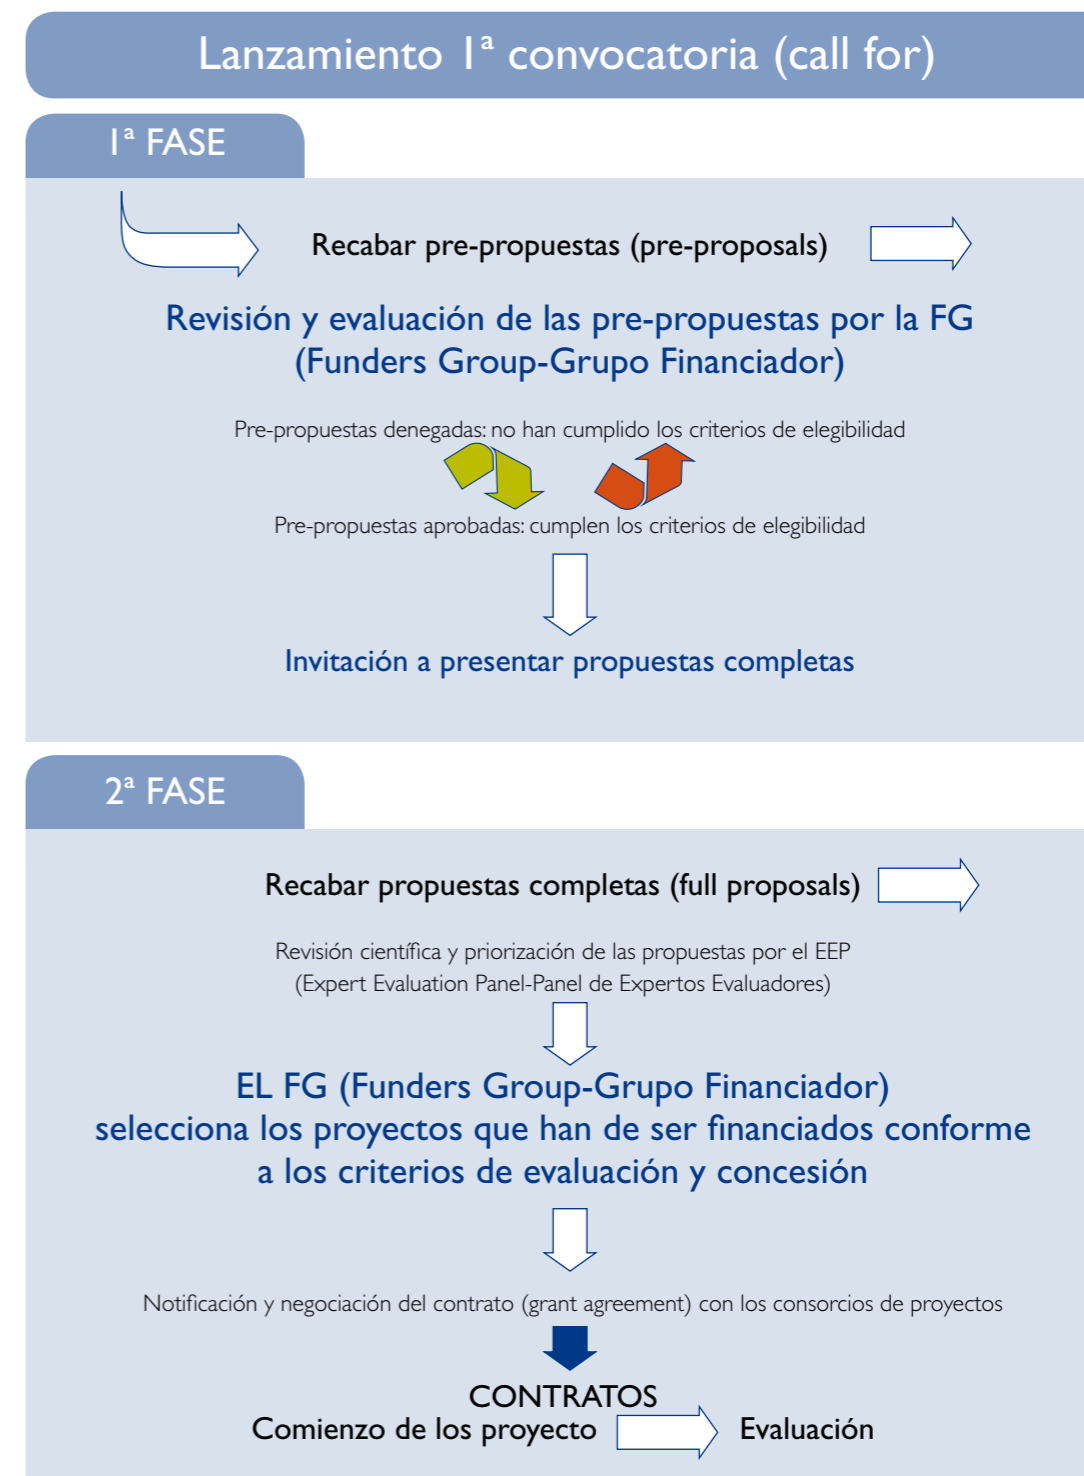 Lanzamiento 1ª convocatoria (call for)
1ª FASE
Recabar pre-propuestas (pre-proposals)
Revisión y evaluación de las pre-propuestas por la FG
(Funders Group-Grupo Financiador)
Pre-propuestas denegadas: no han cumplido los criterios de elegibilidad
Pre-propuestas aprobadas: cumplen los criterios de elegibilidad
Invitación a presentar propuestas completas
2ª FASE
Recabar propuestas completas (full proposals)
Revisión científica y priorización de las propuestas por el EEP
(Expert Evaluation Panel-Panel de Expertos Evaluadores)
EL FG (Funders Group-Grupo Financiador)
selecciona los proyectos que han de ser financiados conforme
a los criterios de evaluación y concesión
Notificación y negociación del contrato (grant agreement) con los consorcios de proyectos
CONTRATOS
Comienzo de los proyecto Evaluación